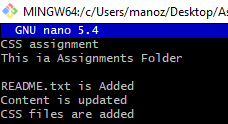 MINGW64:/c/Users/manoz/Desktop/As
GNU nano 5.4
CSS assignment
This ia Assignments Folder
README.txt is Added
Content is updated
CSS files are added